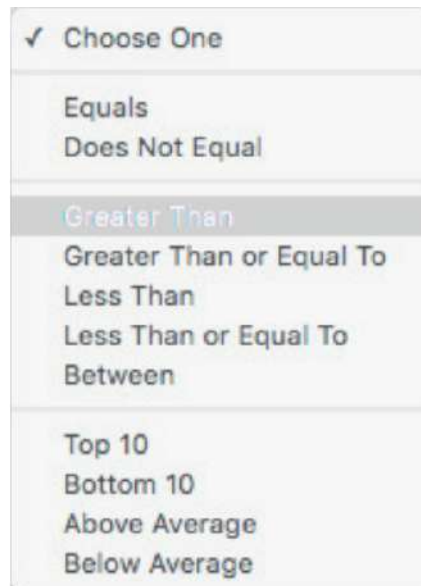 ✓ Choose One
Equals
Does Not Equal
Greater Than
Greater Than or Equal To
Less Than
Less Than or Equal To
Between
Top 10
Bottom 10
Above Average
Below Average